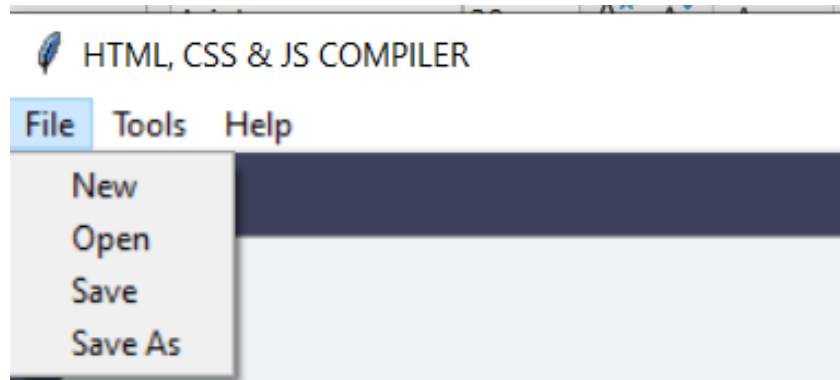 HTML, CSS & JS COMPILER
File Tools Help
New
Open
Save
Save As